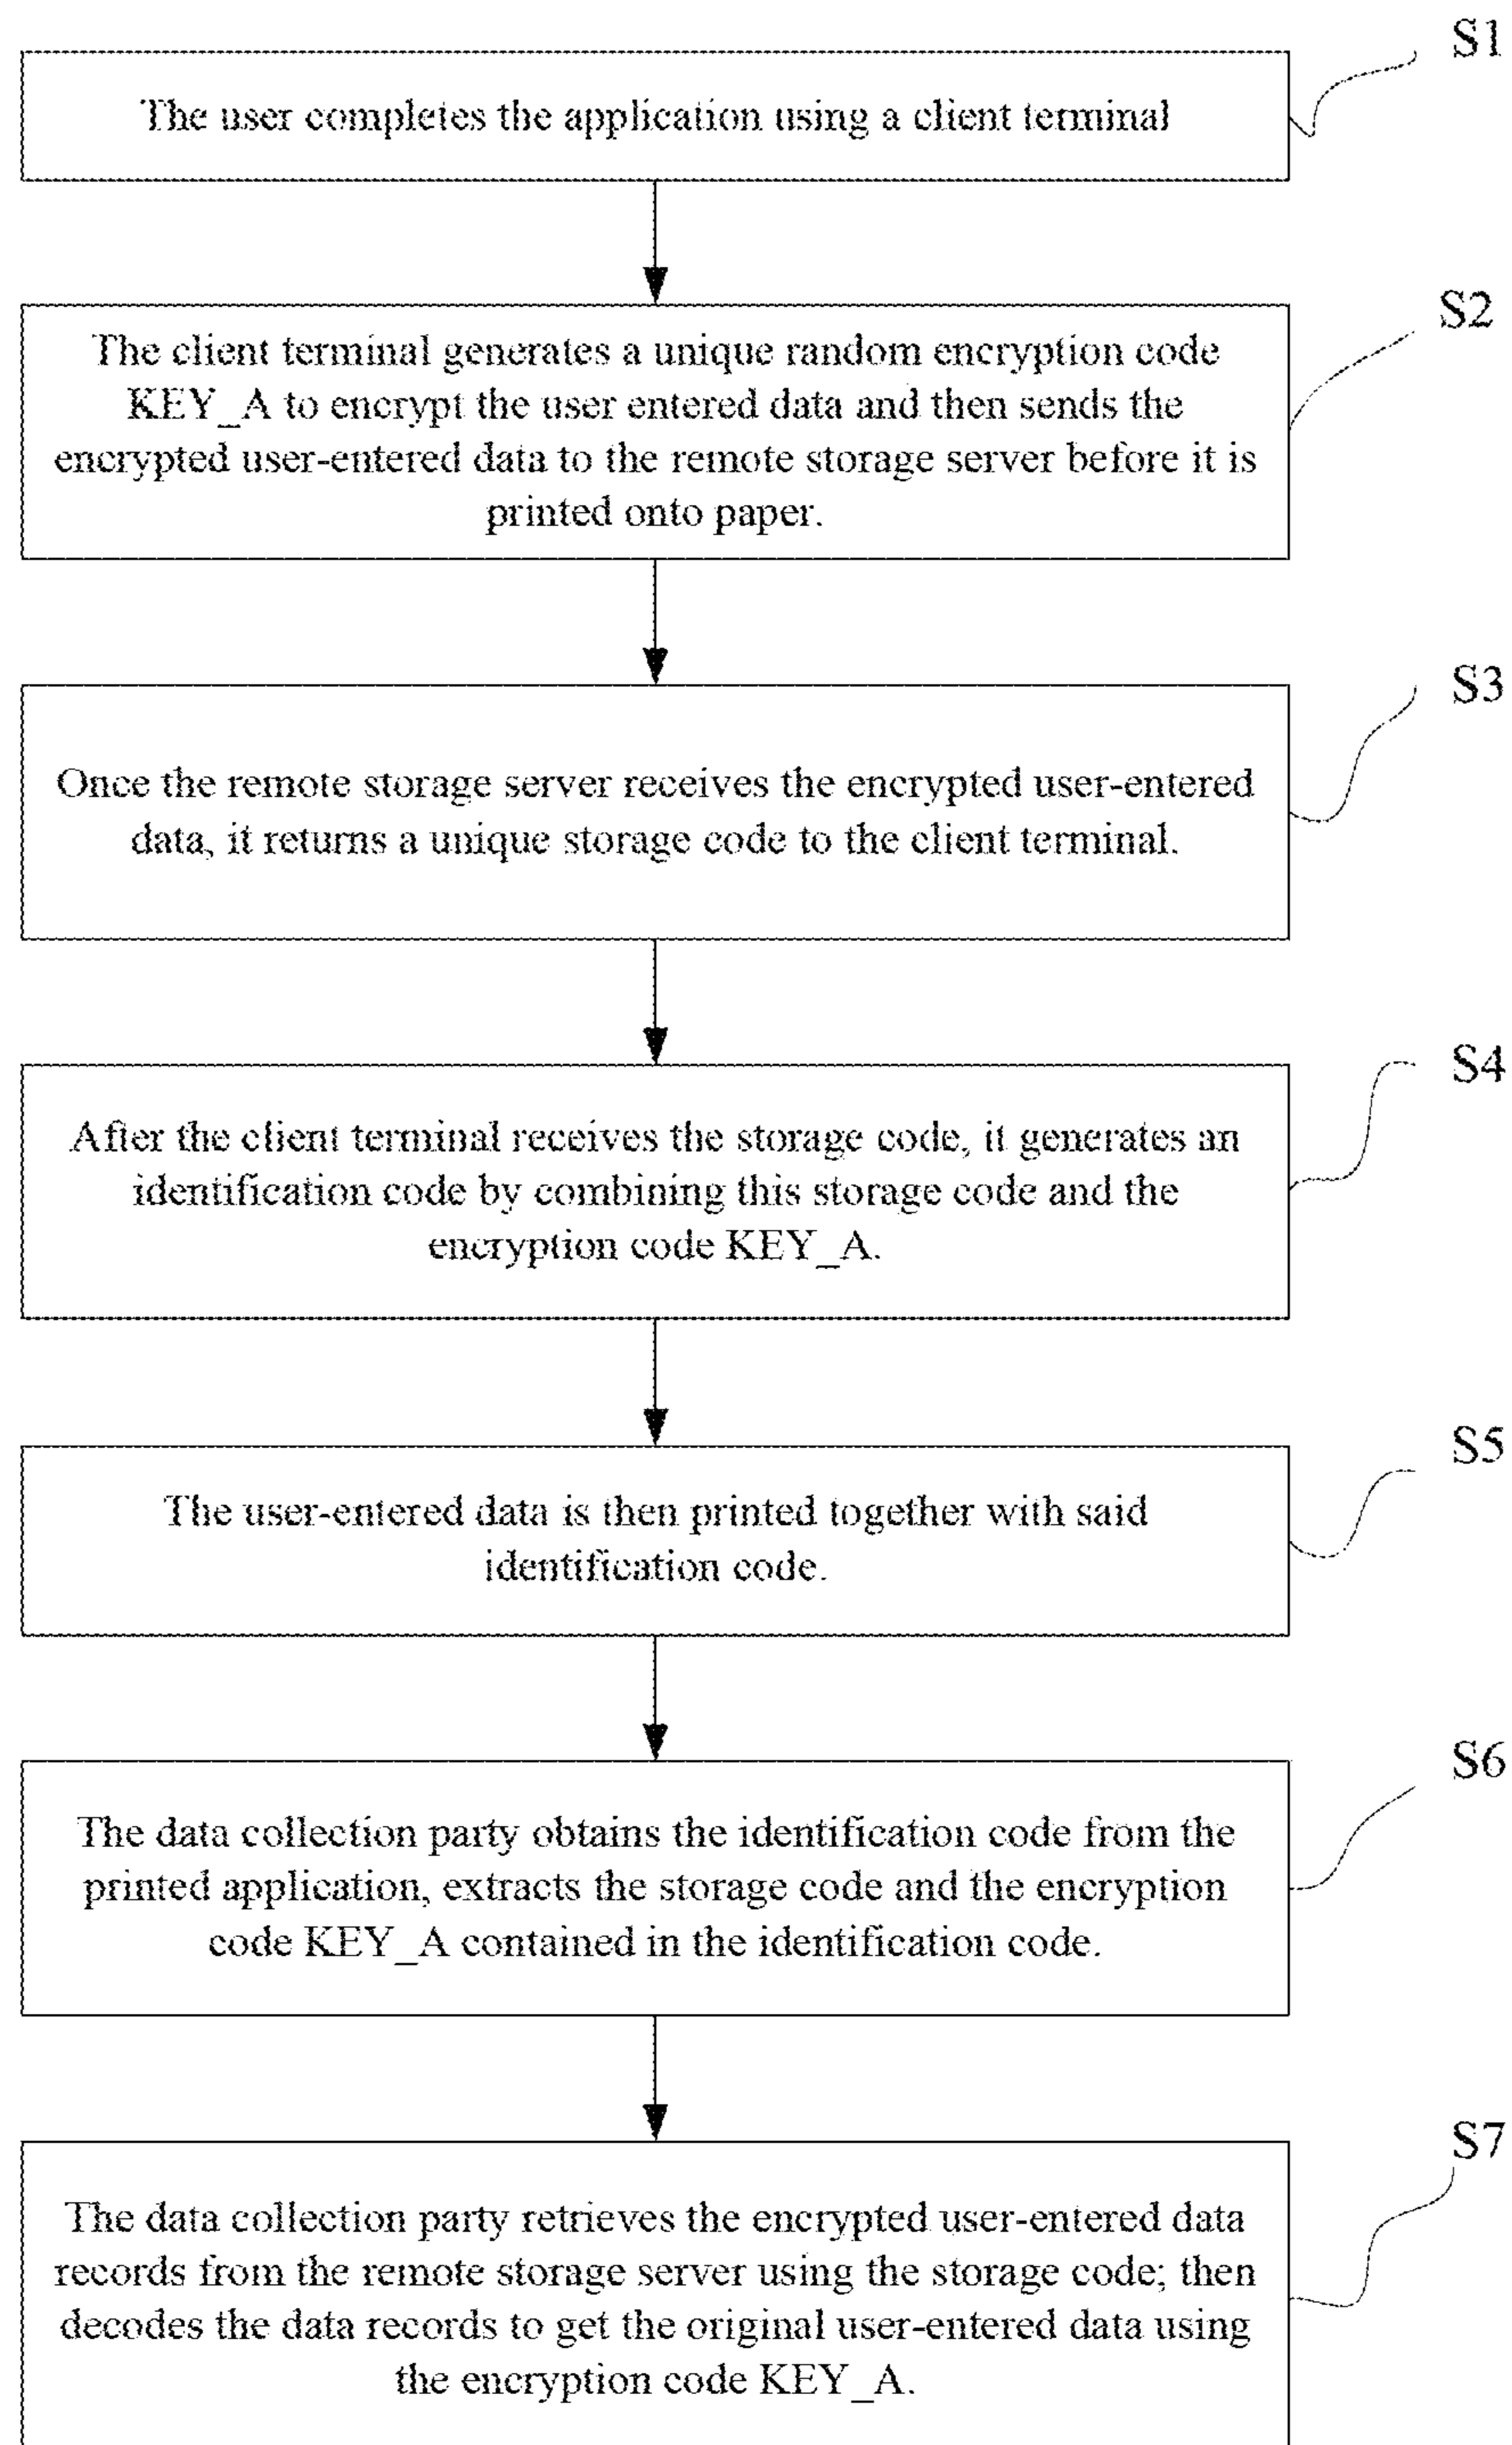 S1
The user completes the application using a client terminal
S2
The client terminal generates a unique random encryption code
KEY_A to encrypt the user entered data and then sends the
encrypted user-entered data to the remote storage server before it is
printed onto paper.
S3
Once the remote storage server receives the encrypted user-entered
data, it returns a unique storage code to the client terminal.
S4
After the client terminal receives the storage code, it generates an
identification code by combining this storage code and the
encryption code KEY_A.
S5
The user-entered data is then printed together with said
identification code.
S6
The data collection party obtains the identification code from the
printed application, extracts the storage code and the encryption
code KEY_A contained in the identification code.
S7
The data collection party retrieves the encrypted user-entered data
records from the remote storage server using the storage code; then
decodes the data records to get the original user-entered data using
the encryption code KEY_A.